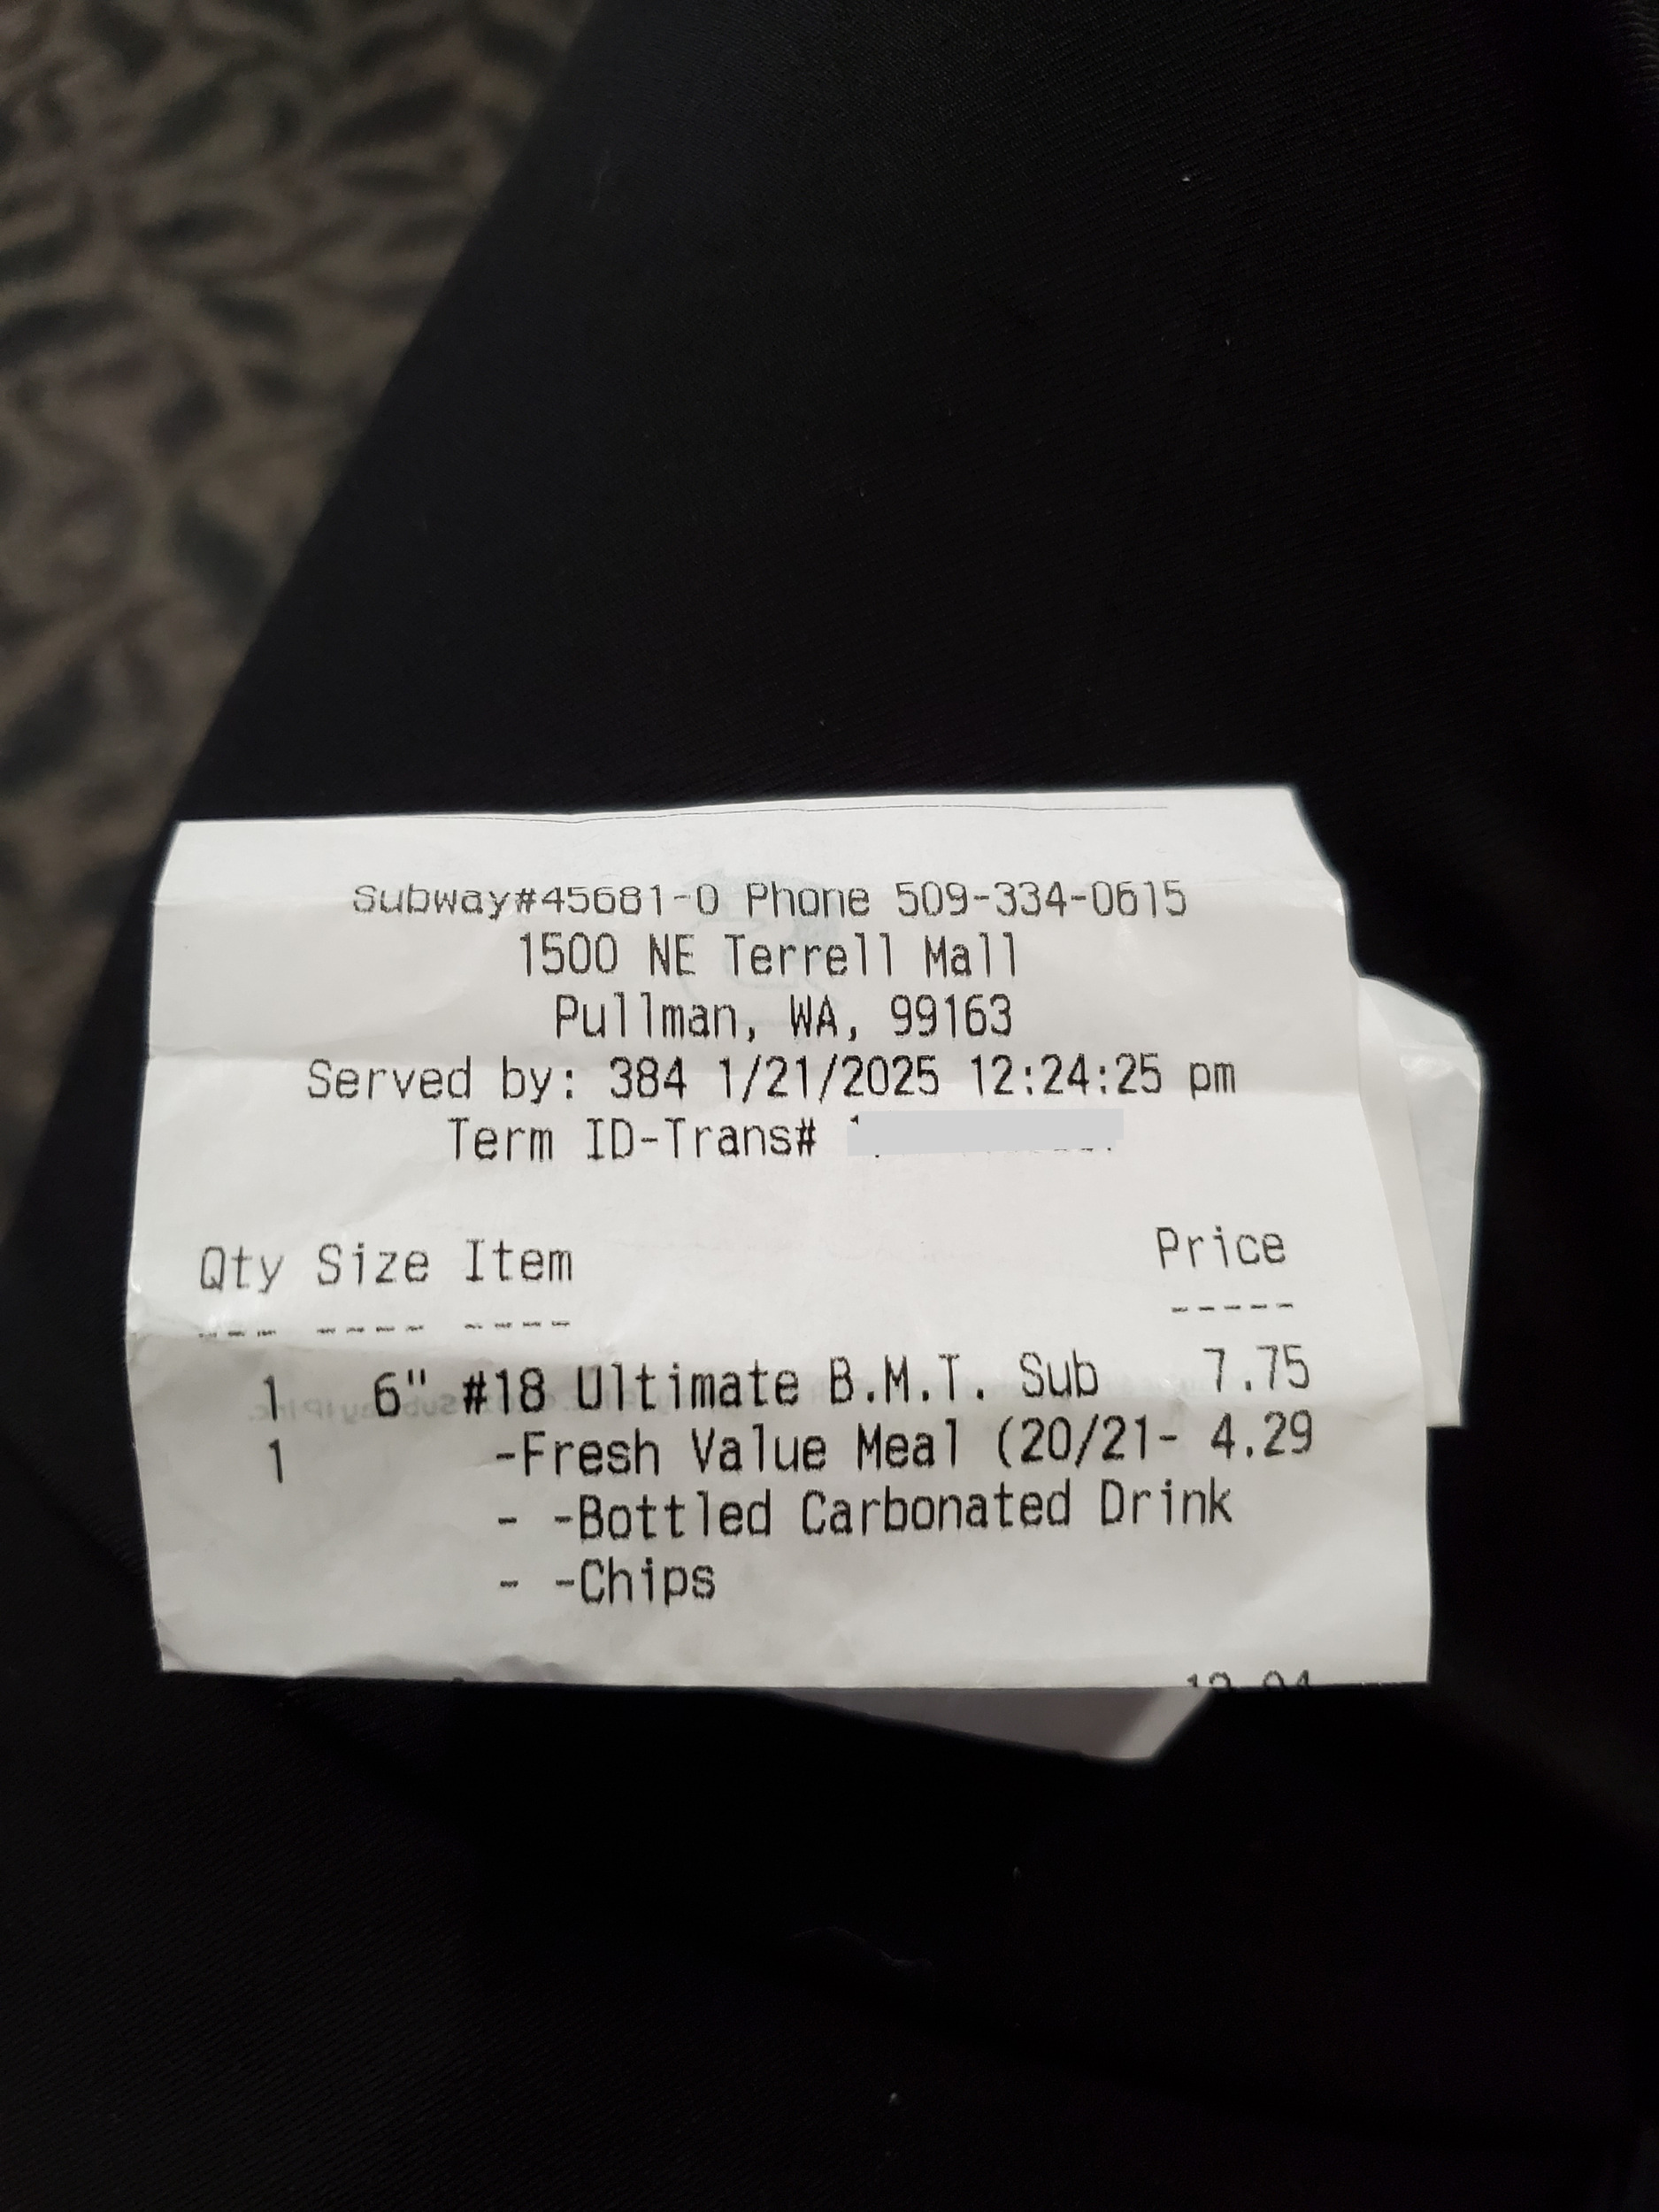 Subway#45681-0 Phone 509-334-0615
1500 NE Terrell Mall
Pullman, WA, 99163
Served by: 384 1/21/2025 12:24:25 pm
Term ID-Trans#
Qty Size Item Price
--- ---- ---- -----
1 6" #18 Ultimate B.M.T. Sub 7.75
1 -Fresh Value Meal (20/21- 4.29
- -Bottled Carbonated Drink
- -Chips